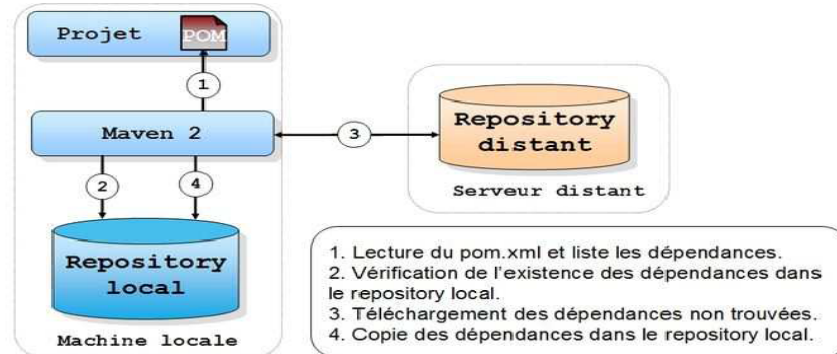 Projet
POM
1
Maven 2
3
2
4
Repository
local
Machine locale
Repository
distant
Serveur distant
1. Lecture du pom.xml et liste les dépendances.
2. Vérification de l'existence des dépendances dans
le repository local.
3. Téléchargement des dépendances non trouvées.
4. Copie des dépendances dans le repository local.